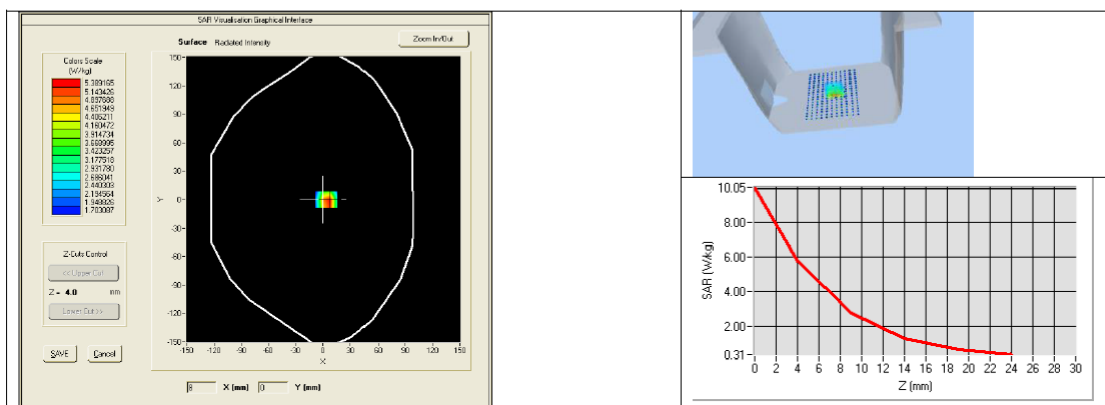 SAR Visualisation Graphical Interface
Surface Radiated Intensity
Zoom In/Out
Colors Scale
(W/kg)
5.389165
5.143426
4.897688
4.651949
4.406211
4.160472
3.914734
3.668995
3.423257
3.177518
2.931780
2.686041
2.440303
2.194564
1.948826
1.703087
Z-Cuts Control
<< Upper Cut
Z = 4.0 mm
Lower Cut >>
SAVE Cancel
150
120
90
60
30
0
-30
-60
-90
-120
-150
Y
-150 -120 -90 -60 -30 0 30 60 90 120 150
X
8 X (mm) 0 Y (mm)
10.05
8.00
6.00
4.00
2.00
0.31
SAR (W/kg)
0 2 4 6 8 10 12 14 16 18 20 22 24 26 28 30
Z (mm)